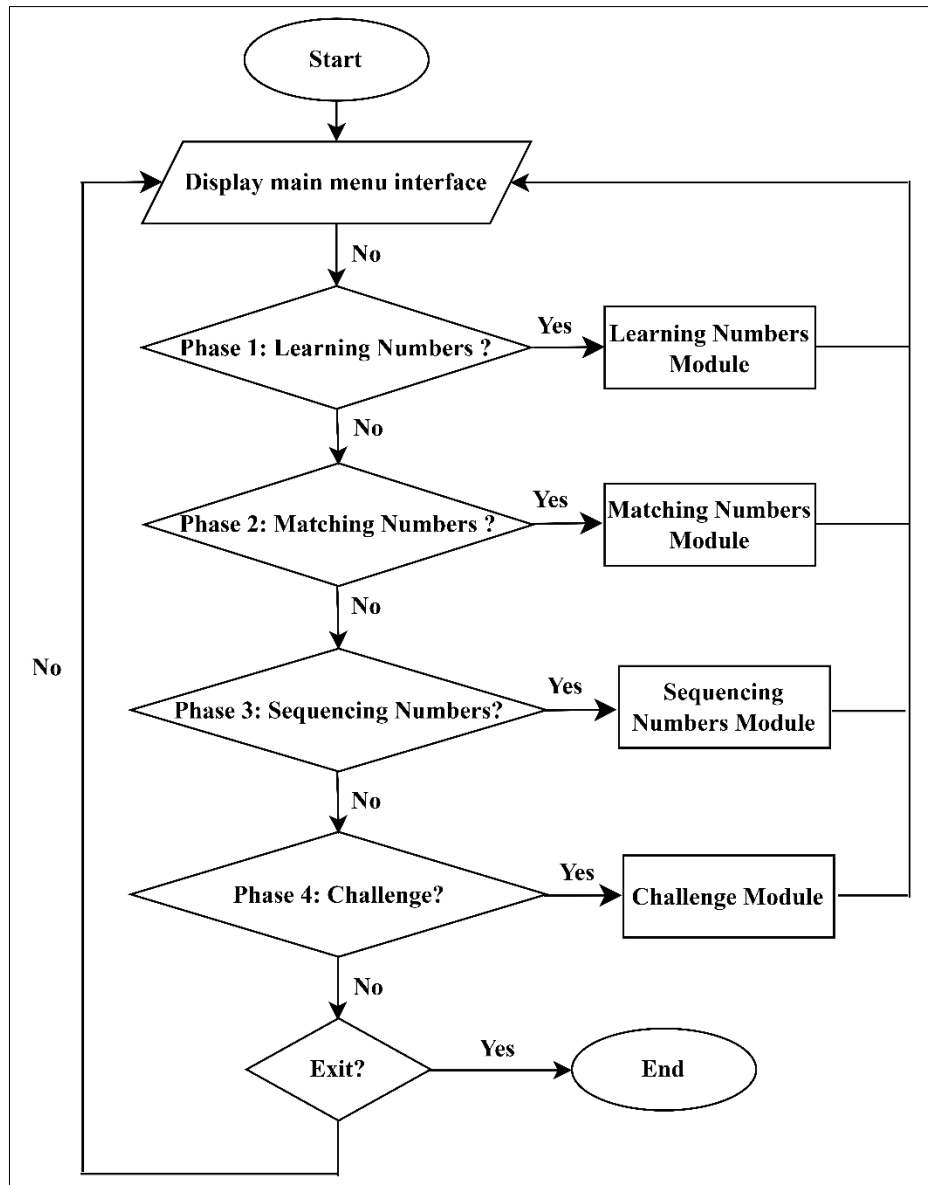 Start
Display main menu interface
No
Phase 1: Learning Numbers ?
Yes
Learning Numbers
Module
No
Phase 2: Matching Numbers ?
Yes
Matching Numbers
Module
No
No
Phase 3: Sequencing Numbers?
Yes
Sequencing
Numbers Module
No
Phase 4: Challenge?
Yes
Challenge Module
No
Exit?
Yes
End